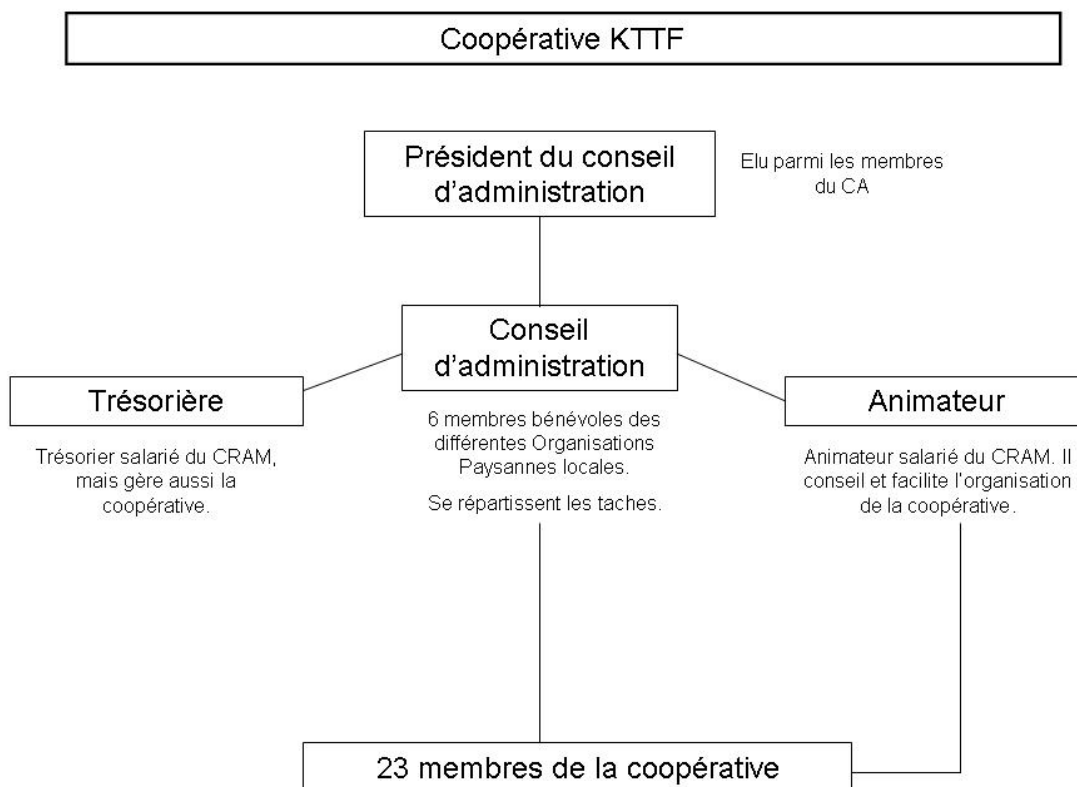 Coopérative KTTF
Président du conseil
d'administration
Elu parmi les membres
du CA
Conseil
d'administration
Trésorière
Animateur
6 membres bénévoles des
différentes Organisations
Paysannes locales.
Se répartissent les taches.
Trésorier salarié du CRAM,
mais gère aussi la
coopérative.
Animateur salarié du CRAM. Il
conseil et facilite l'organisation
de la coopérative.
23 membres de la coopérative